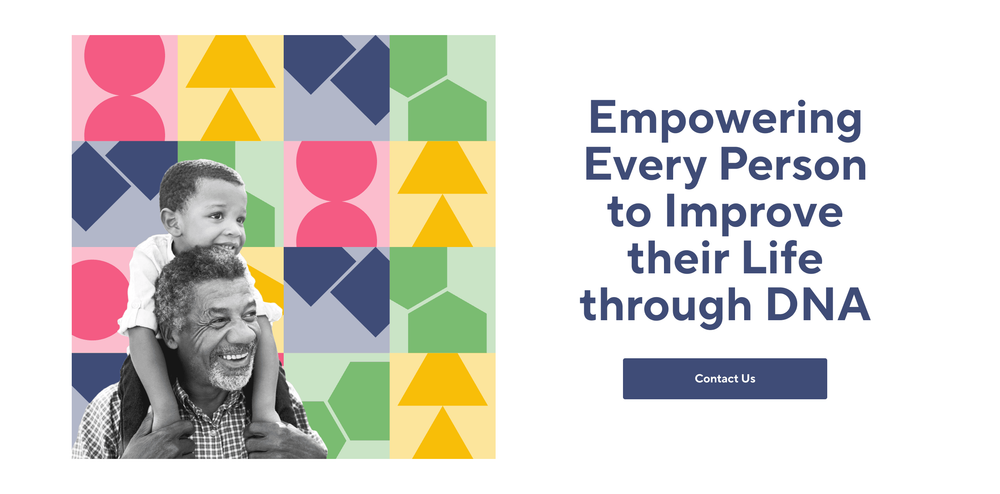 Empowering
Every Person
to Improve
their Life
through DNA
Contact Us